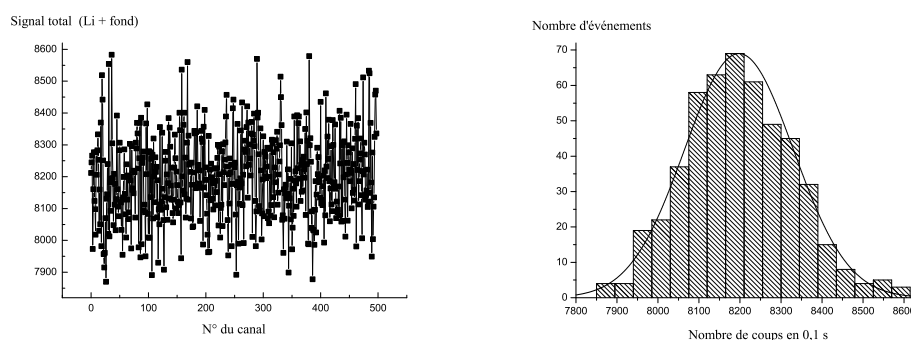 Signal total (Li + fond)
8600
8500
8400
8300
8200
8100
8000
7900
0 100 200 300 400 500
N° du canal
Nombre d'événements
70
60
50
40
30
20
10
0
7800 7900 8000 8100 8200 8300 8400 8500 8600
Nombre de coups en 0,1 s